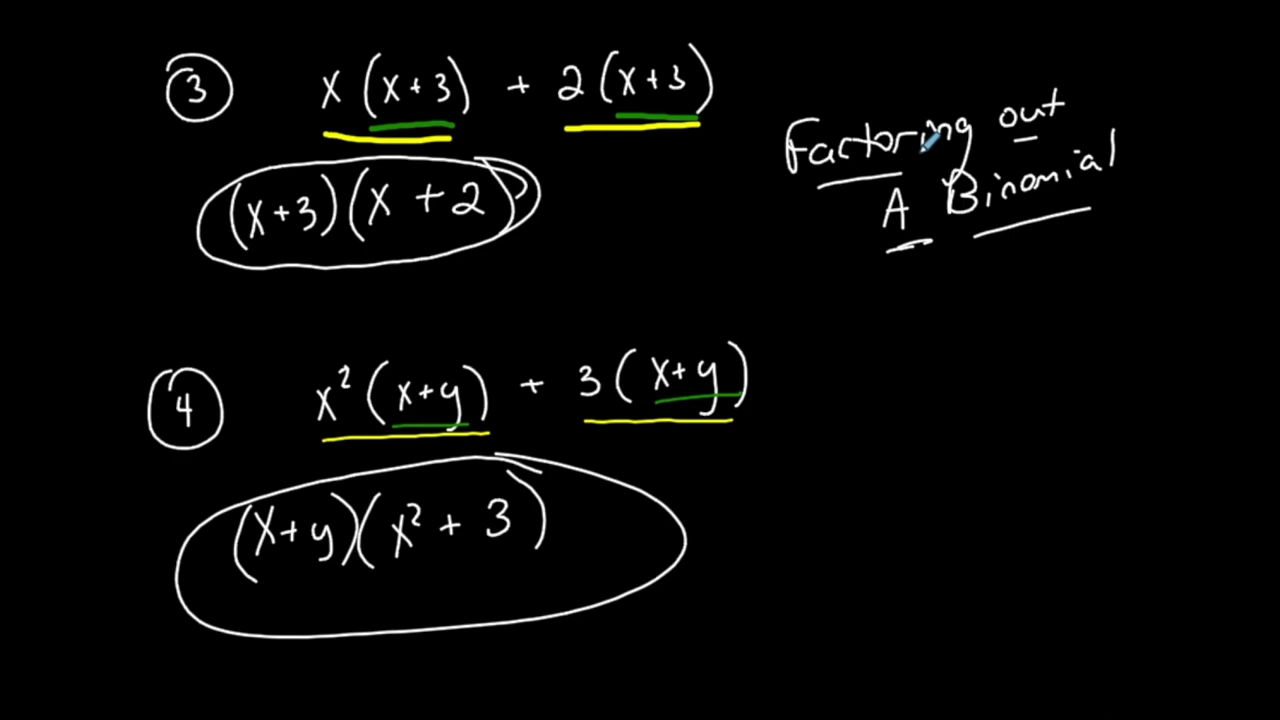 ③ x(x+3) + 2(x+3)
(x+3)(x+2)
Factoring out
A Binomial
④ x²(x+y) + 3(x+y)
(x+y)(x²+3)